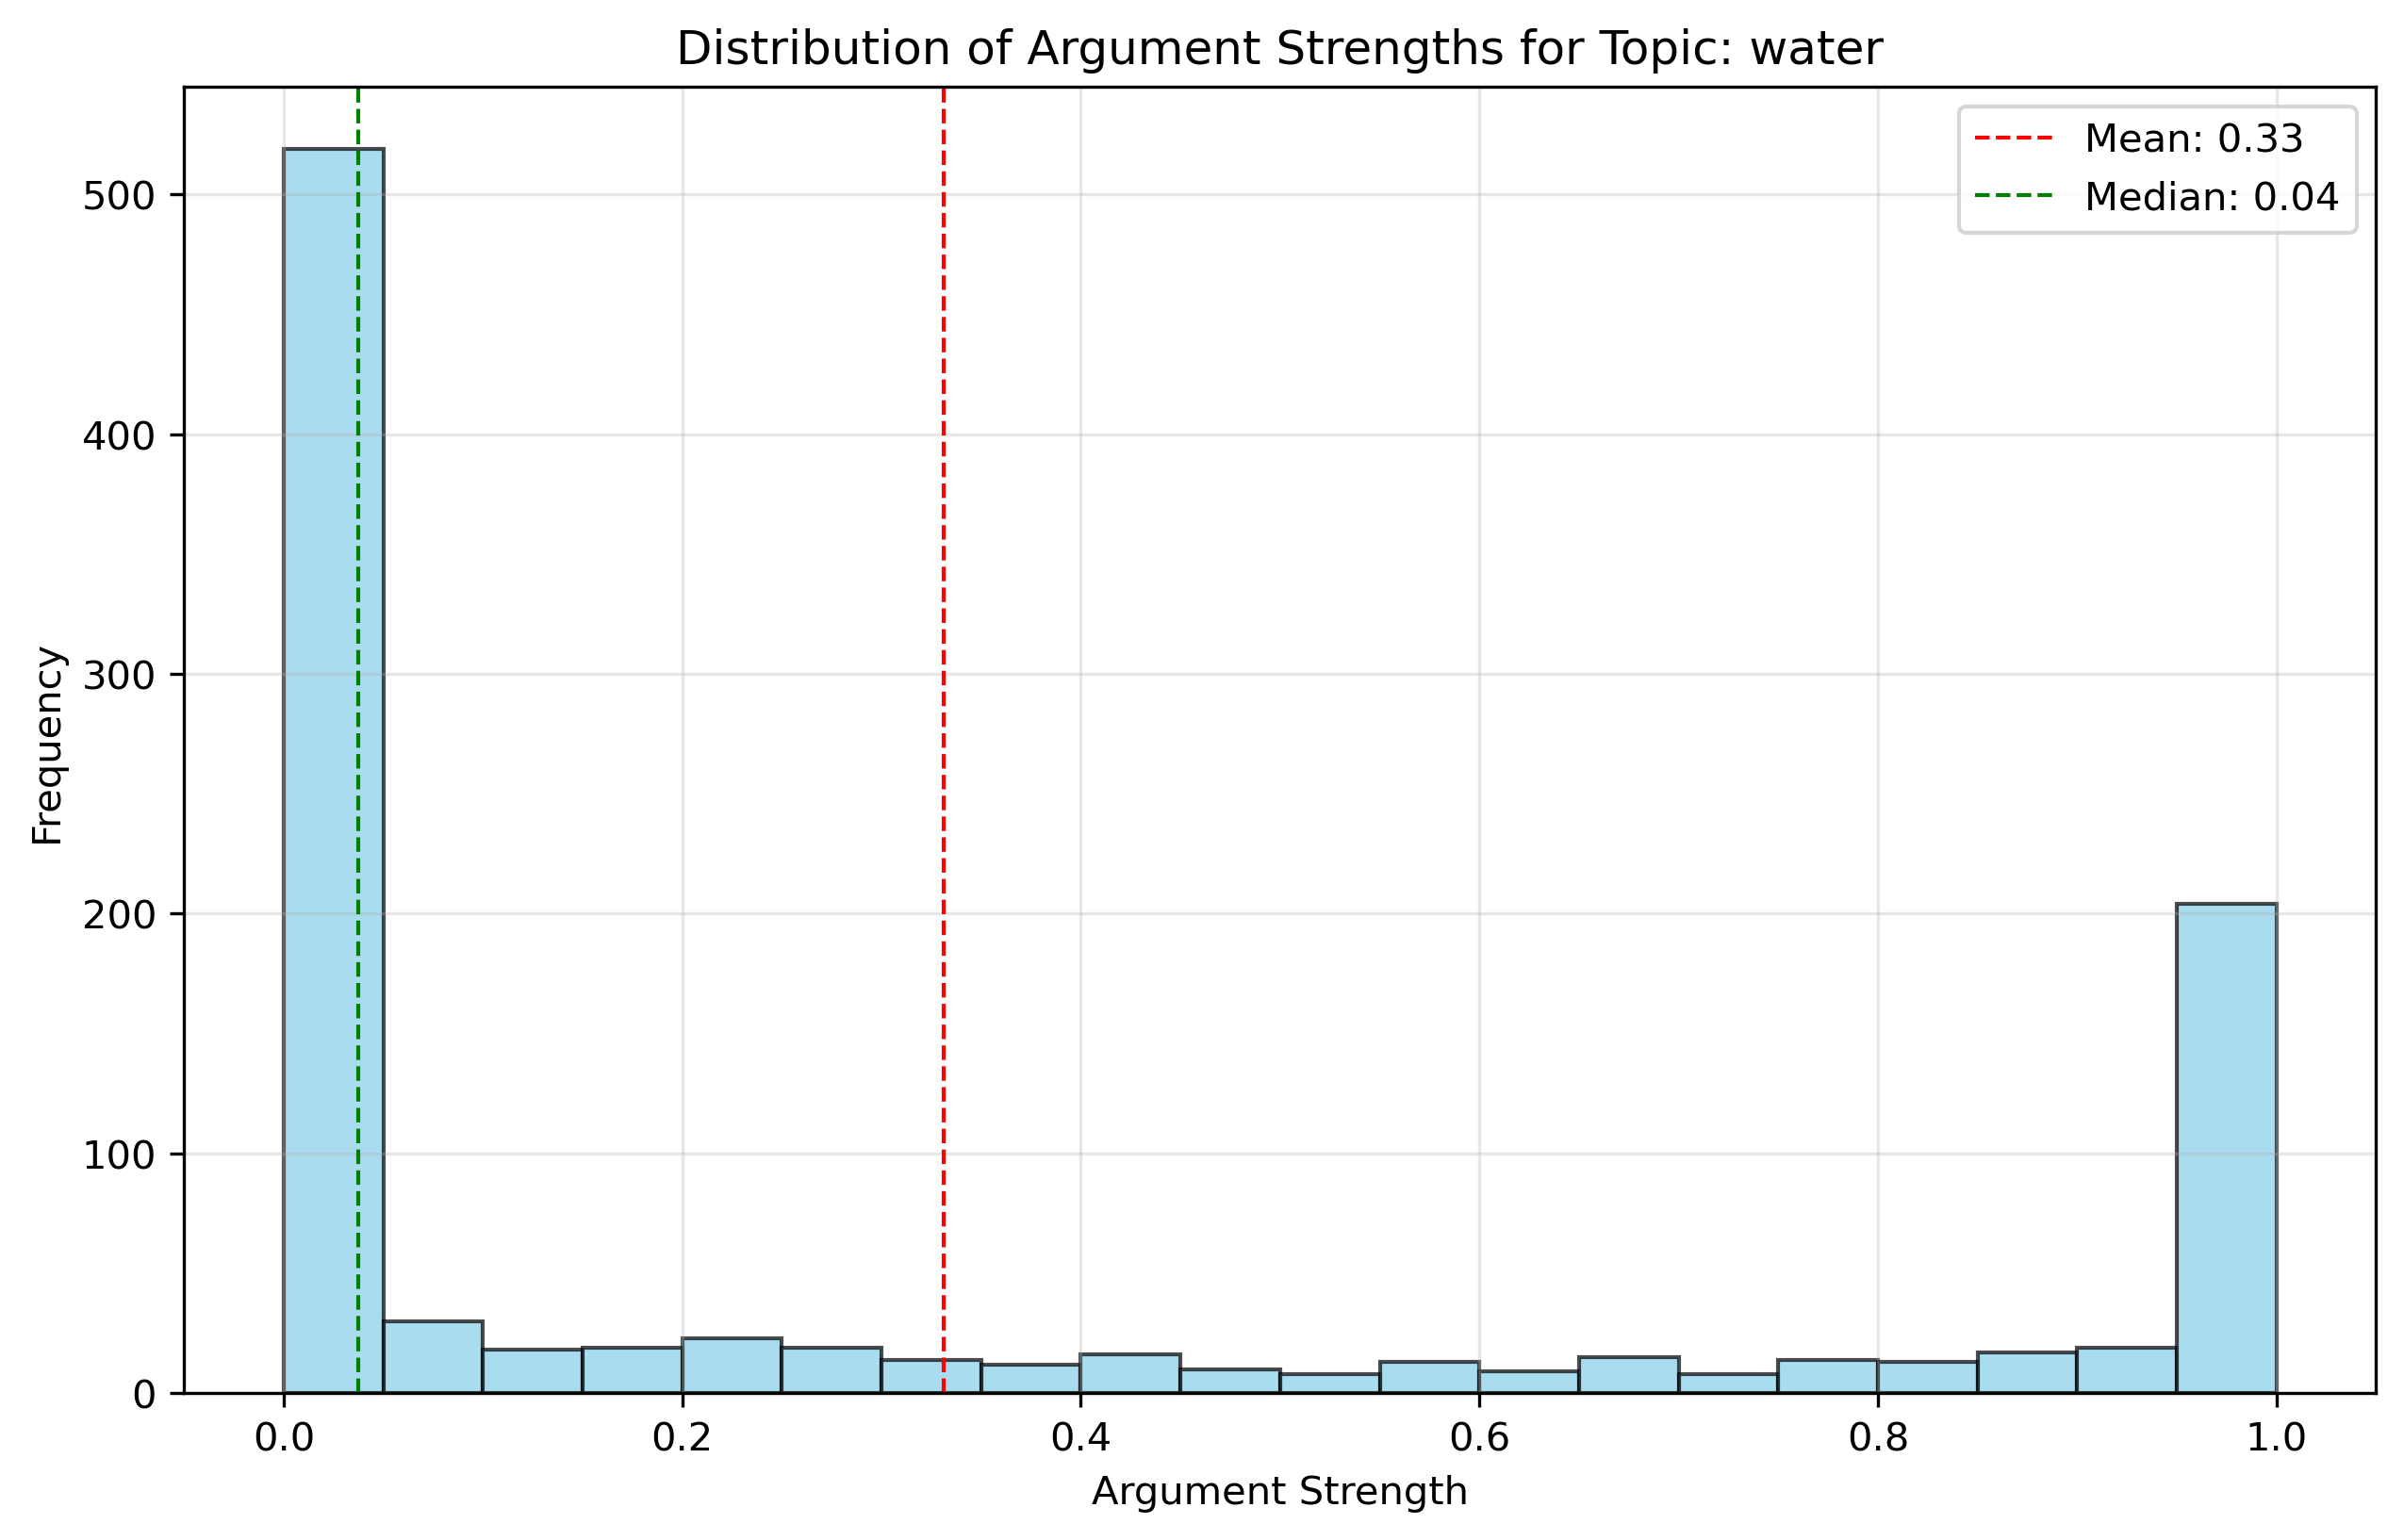 Distribution of Argument Strengths for Topic: water
Mean: 0.33
Median: 0.04
500
400
300
200
100
0
Frequency
0.0 0.2 0.4 0.6 0.8 1.0
Argument Strength